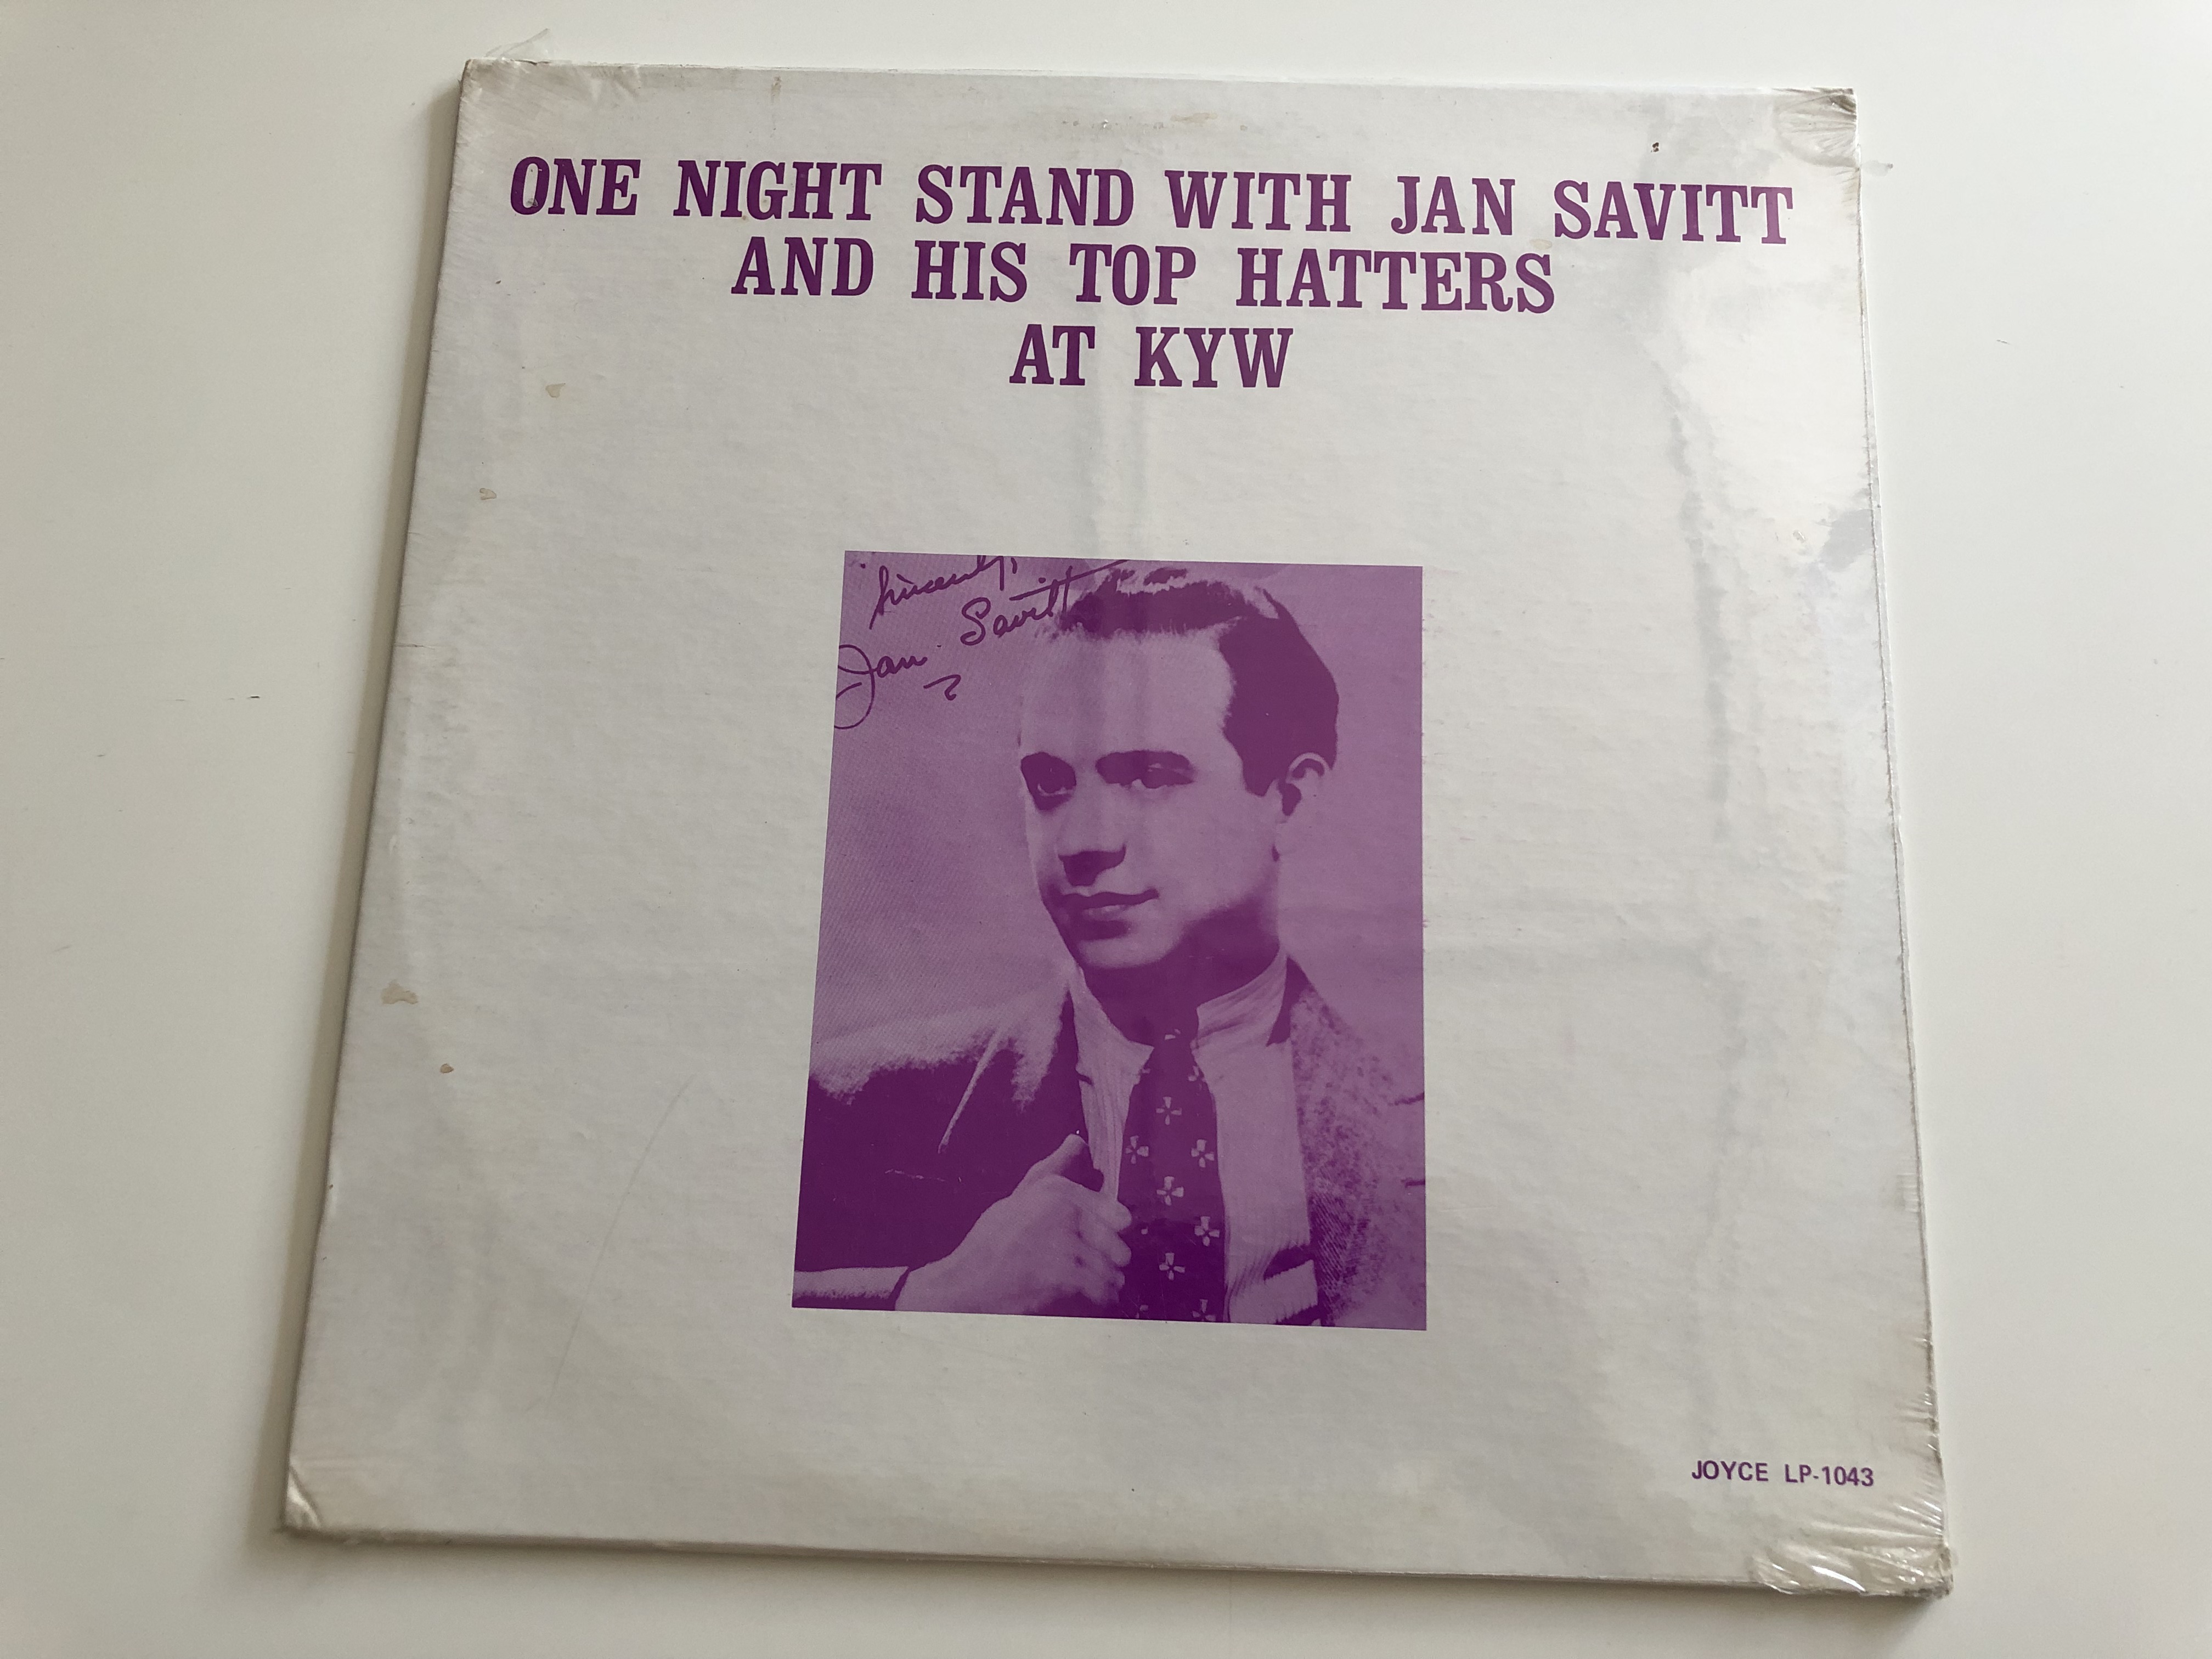 ONE NIGHT STAND WITH JAN SAVITT
AND HIS TOP HATTERS
AT KYW
Sincerely,
Jan Savitt
JOYCE LP-1043